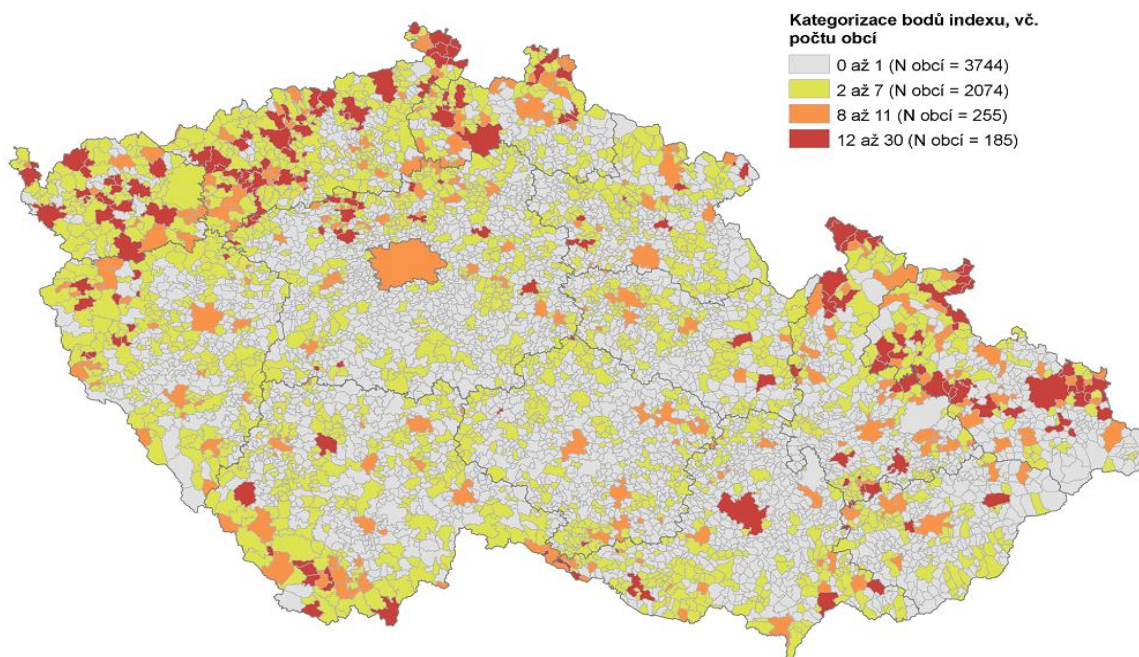 Kategorizace bodů indexu, vč.
počtu obcí
0 až 1 (N obcí = 3744)
2 až 7 (N obcí = 2074)
8 až 11 (N obcí = 255)
12 až 30 (N obcí = 185)